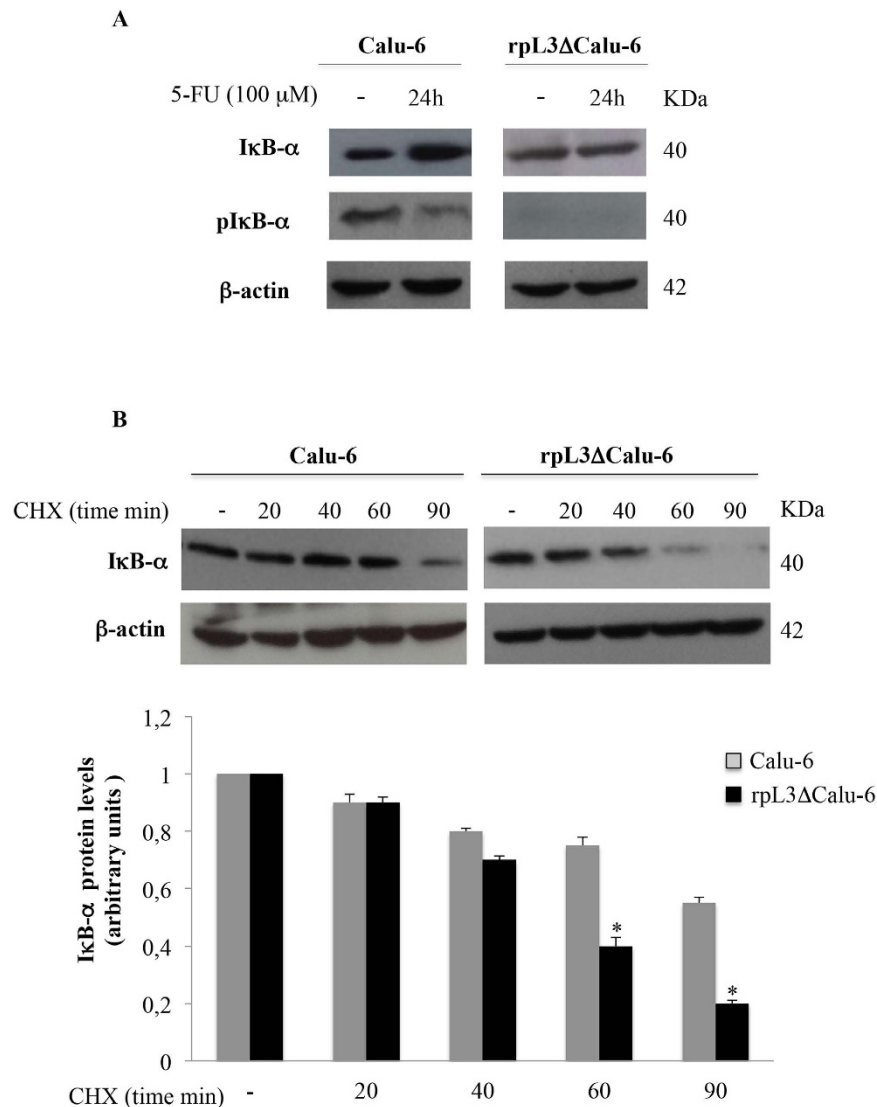 A
Calu-6 rpL3ΔCalu-6
5-FU (100 μM) - 24h - 24h KDa
IκB-α 40
pIκB-α 40
β-actin 42
B
Calu-6 rpL3ΔCalu-6
CHX (time min) - 20 40 60 90 - 20 40 60 90 KDa
IκB-α 40
β-actin 42
IκB-α protein levels
(arbitrary units )
1,2
1
0,8
0,6
0,4
0,2
0
Calu-6
rpL3ΔCalu-6
*
*
CHX (time min) - 20 40 60 90